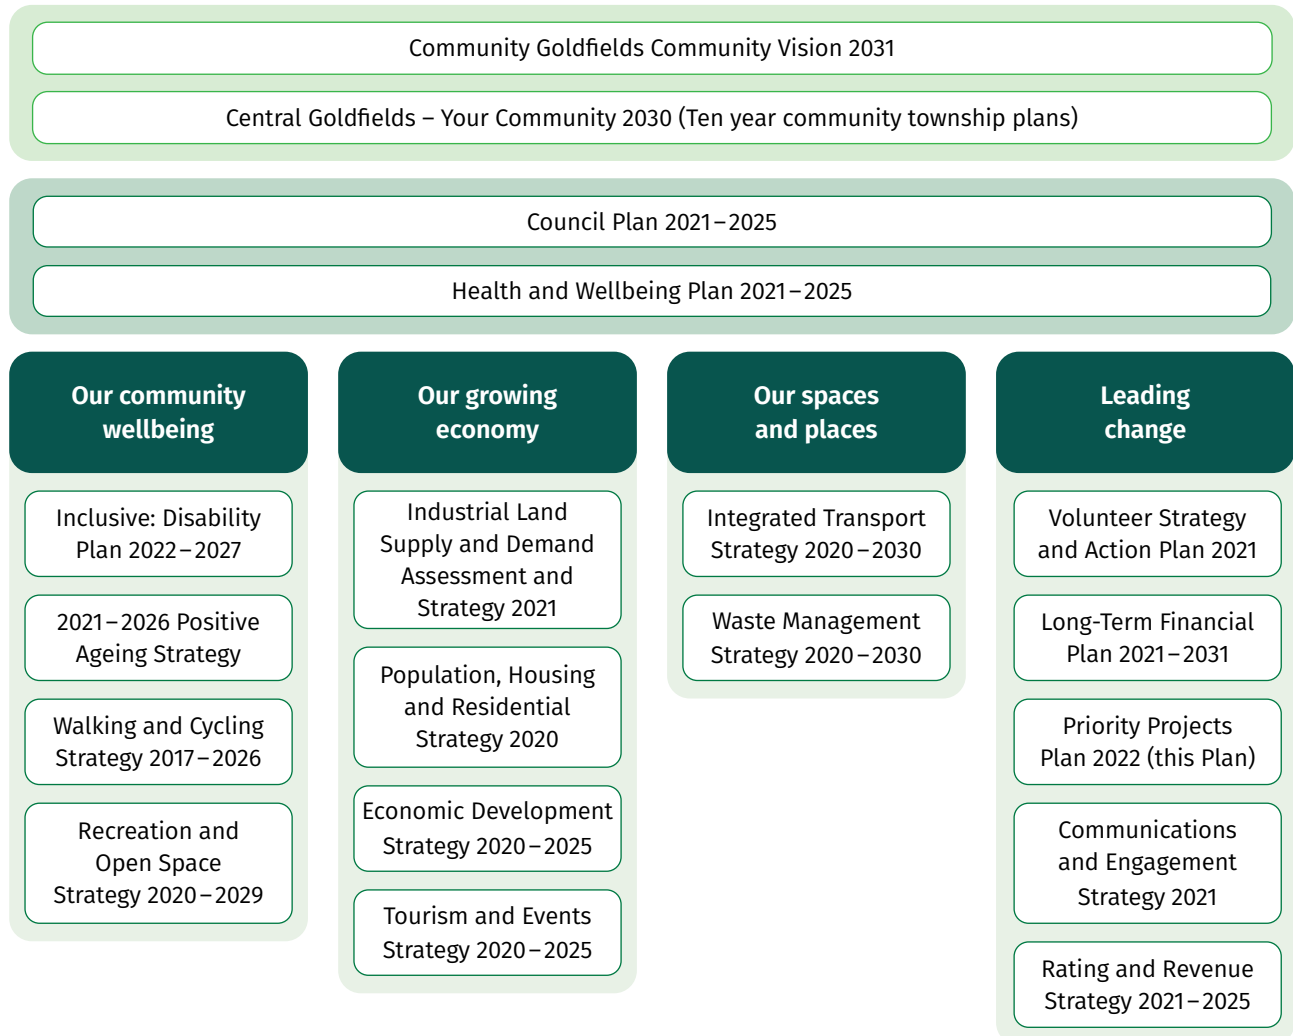 Community Goldfields Community Vision 2031
Central Goldfields – Your Community 2030 (Ten year community township plans)
Council Plan 2021–2025
Health and Wellbeing Plan 2021–2025
Our community
wellbeing
Inclusive: Disability
Plan 2022–2027
2021–2026 Positive
Ageing Strategy
Walking and Cycling
Strategy 2017–2026
Recreation and
Open Space
Strategy 2020–2029
Our growing
economy
Industrial Land
Supply and Demand
Assessment and
Strategy 2021
Population, Housing
and Residential
Strategy 2020
Economic Development
Strategy 2020–2025
Tourism and Events
Strategy 2020–2025
Our spaces
and places
Integrated Transport
Strategy 2020–2030
Waste Management
Strategy 2020–2030
Leading
change
Volunteer Strategy
and Action Plan 2021
Long-Term Financial
Plan 2021–2031
Priority Projects
Plan 2022 (this Plan)
Communications
and Engagement
Strategy 2021
Rating and Revenue
Strategy 2021–2025